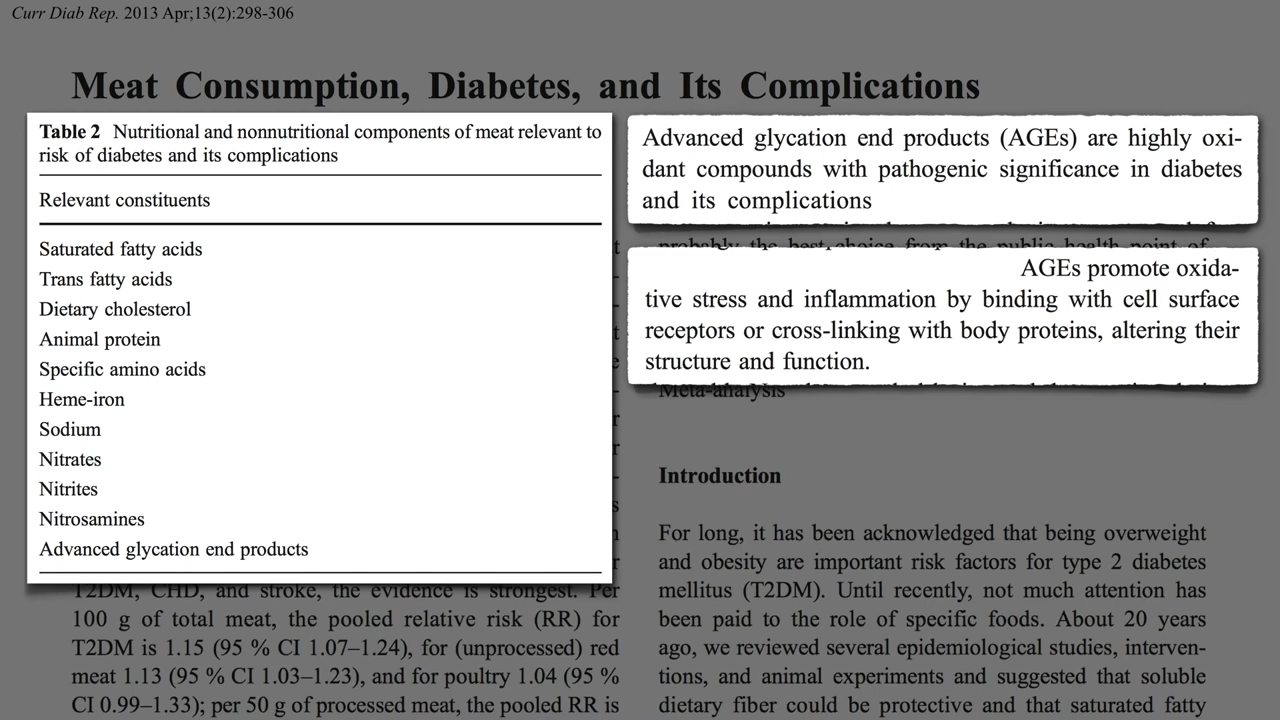 Curr Diab Rep. 2013 Apr;13(2):298-306
Meat Consumption, Diabetes, and Its Complications
Table 2 Nutritional and nonnutritional components of meat relevant to
risk of diabetes and its complications
Relevant constituents
Saturated fatty acids
Trans fatty acids
Dietary cholesterol
Animal protein
Specific amino acids
Heme-iron
Sodium
Nitrates
Nitrites
Nitrosamines
Advanced glycation end products
T2DM, CHD, and stroke, the evidence is strongest. Per
100 g of total meat, the pooled relative risk (RR) for
T2DM is 1.15 (95 % CI 1.07–1.24), for (unprocessed) red
meat 1.13 (95 % CI 1.03–1.23), and for poultry 1.04 (95 %
CI 0.99–1.33); per 50 g of processed meat, the pooled RR is
Advanced glycation end products (AGEs) are highly oxi-
dant compounds with pathogenic significance in diabetes
and its complications
probably the best choice from the public health point of
AGEs promote oxida-
tive stress and inflammation by binding with cell surface
receptors or cross-linking with body proteins, altering their
structure and function.
Meta-analysis
Introduction
For long, it has been acknowledged that being overweight
and obesity are important risk factors for type 2 diabetes
mellitus (T2DM). Until recently, not much attention has
been paid to the role of specific foods. About 20 years
ago, we reviewed several epidemiological studies, interven-
tions, and animal experiments and suggested that soluble
dietary fiber could be protective and that saturated fatty